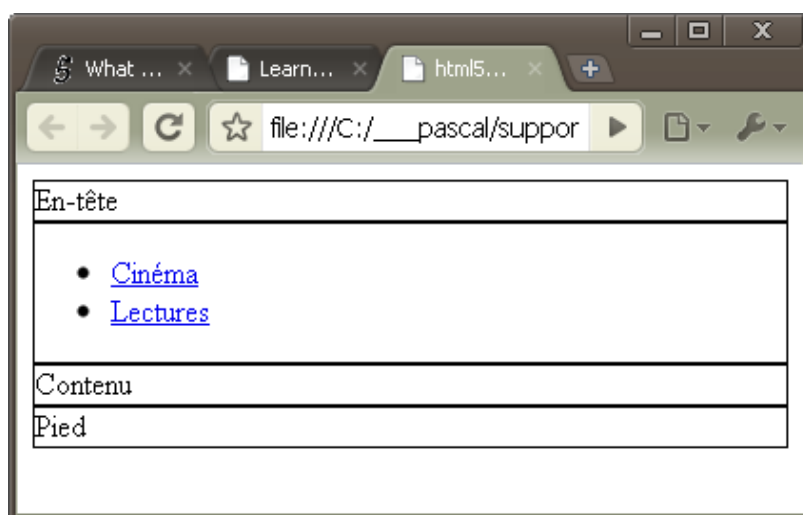 What ...
Learn...
html5...
file:///C:/___pascal/suppor
En-tête
Cinéma
Lectures
Contenu
Pied